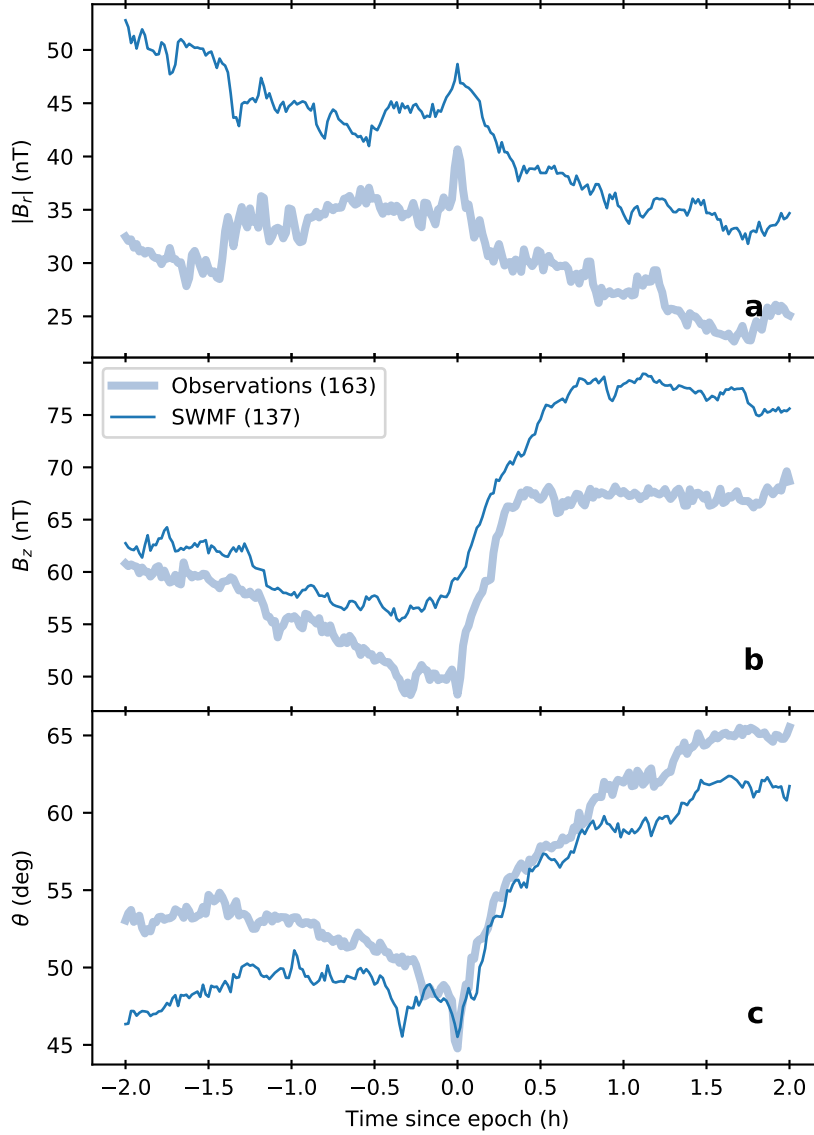 |B_r| (nT)
50
45
40
35
30
25
a
B_z (nT)
75
70
65
60
55
50
Observations (163)
SWMF (137)
b
θ (deg)
65
60
55
50
45
c
−2.0 −1.5 −1.0 −0.5 0.0 0.5 1.0 1.5 2.0
Time since epoch (h)